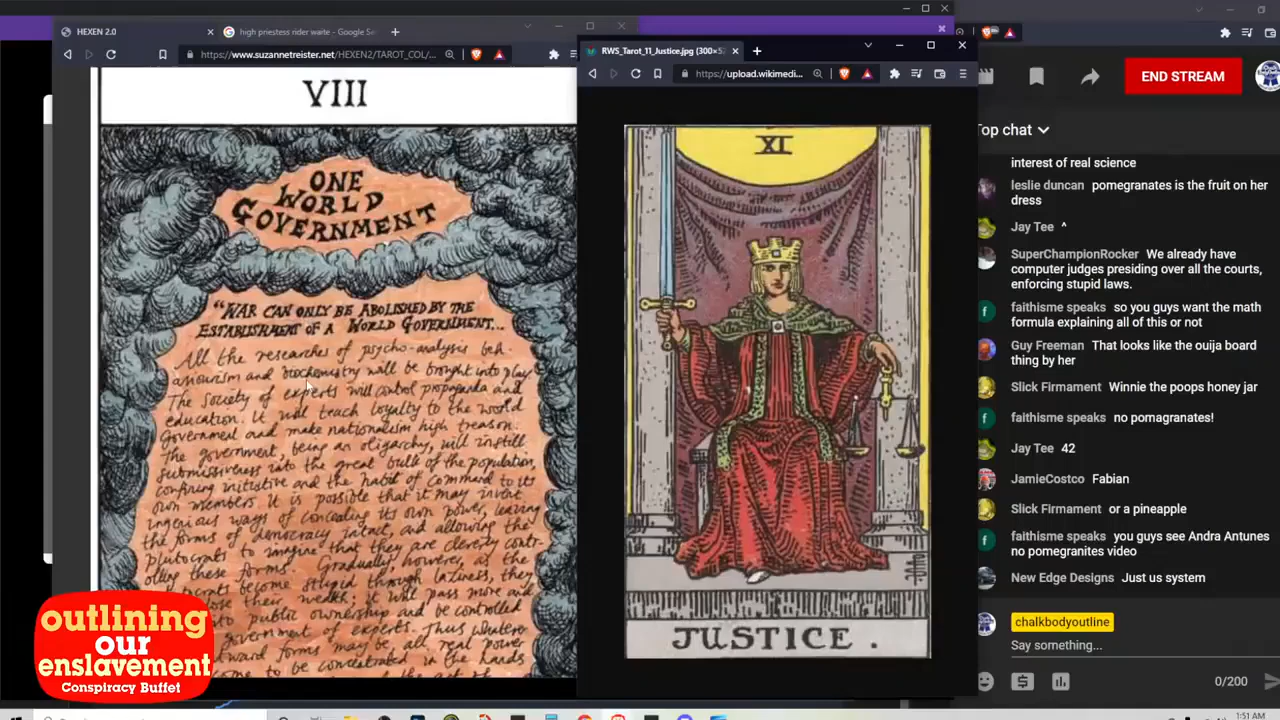 HEXEN 2.0
high priestess rider waite - Google Se
https://www.suzannetreister.net/HEXEN2/TAROT_COL/
RWS_Tarot_11_Justice.jpg (300×5
https://upload.wikimedi...
VIII
ONE
WORLD
GOVERNMENT
"WAR CAN ONLY BE ABOLISHED BY THE
ESTABLISHMENT OF A WORLD GOVERNMENT...
All the researches of psycho-analysis beh
aviourism and biochemistry will be brought into play
The society of experts will control propaganda and
education. It will teach loyalty to the world
government and make nationalism high treason.
The government, being an oligarchy, will instill
submissiveness into the great bulk of the population,
confining initiative and the habit of command to its
own members. It is possible that it may invent
ingenious ways of concealing its own power, leaving
the forms of democracy intact, and allowing the
plutocrats to imagine that they are cleverly contr-
olling these forms. Gradually, however, as the
become stupid through laziness, they
lose their wealth. It will pass more and
into public ownership and be controlled
government of experts. Thus whatever
forms may be, all real power
come to be concentrated in the hands
XI
JUSTICE.
outlining
our
enslavement
Conspiracy Buffet
END STREAM
Top chat
interest of real science
leslie duncan pomegranates is the fruit on her
dress
Jay Tee ^
SuperChampionRocker We already have
computer judges presiding over all the courts,
enforcing stupid laws.
faithisme speaks so you guys want the math
formula explaining all of this or not
Guy Freeman That looks like the ouija board
thing by her
Slick Firmament Winnie the poops honey jar
faithisme speaks no pomagranates!
Jay Tee 42
JamieCostco Fabian
Slick Firmament or a pineapple
faithisme speaks you guys see Andra Antunes
no pomegranites video
New Edge Designs Just us system
chalkbodyoutline
Say something...
0/200
1:51 AM